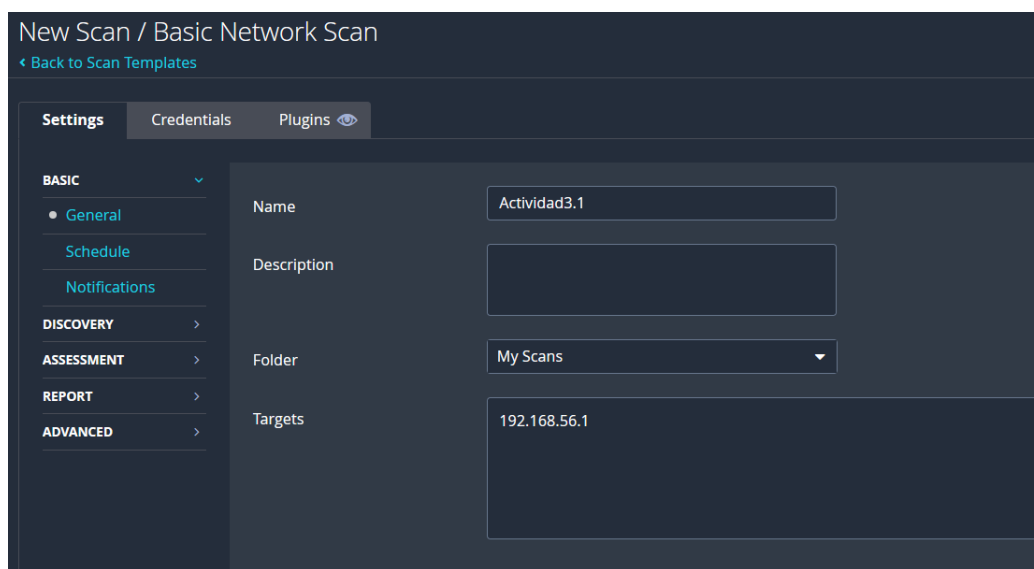 New Scan / Basic Network Scan
Back to Scan Templates
Settings Credentials Plugins
BASIC
General
Schedule
Notifications
DISCOVERY
ASSESSMENT
REPORT
ADVANCED
Name Actividad3.1
Description
Folder My Scans
Targets 192.168.56.1